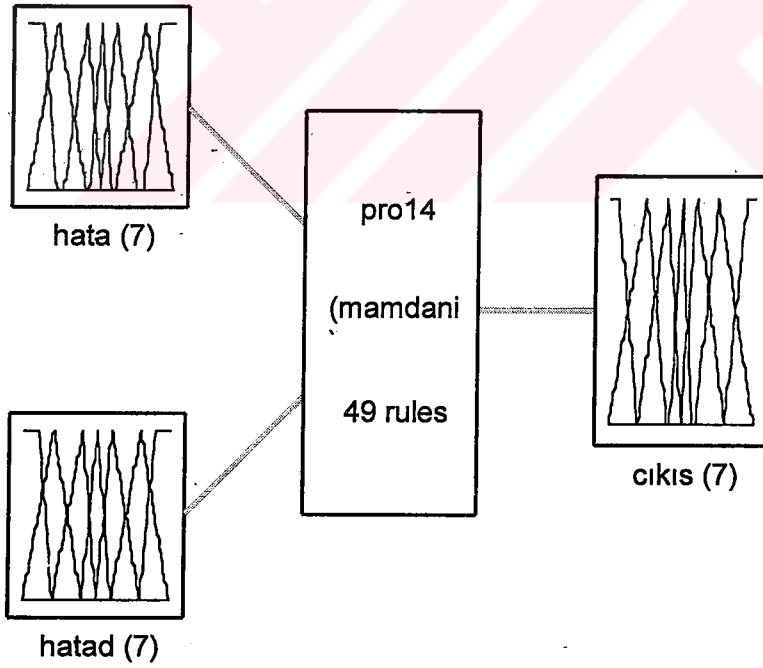 hata (7)
pro14
(mamdani
49 rules
cıkıs (7)
hatad (7)